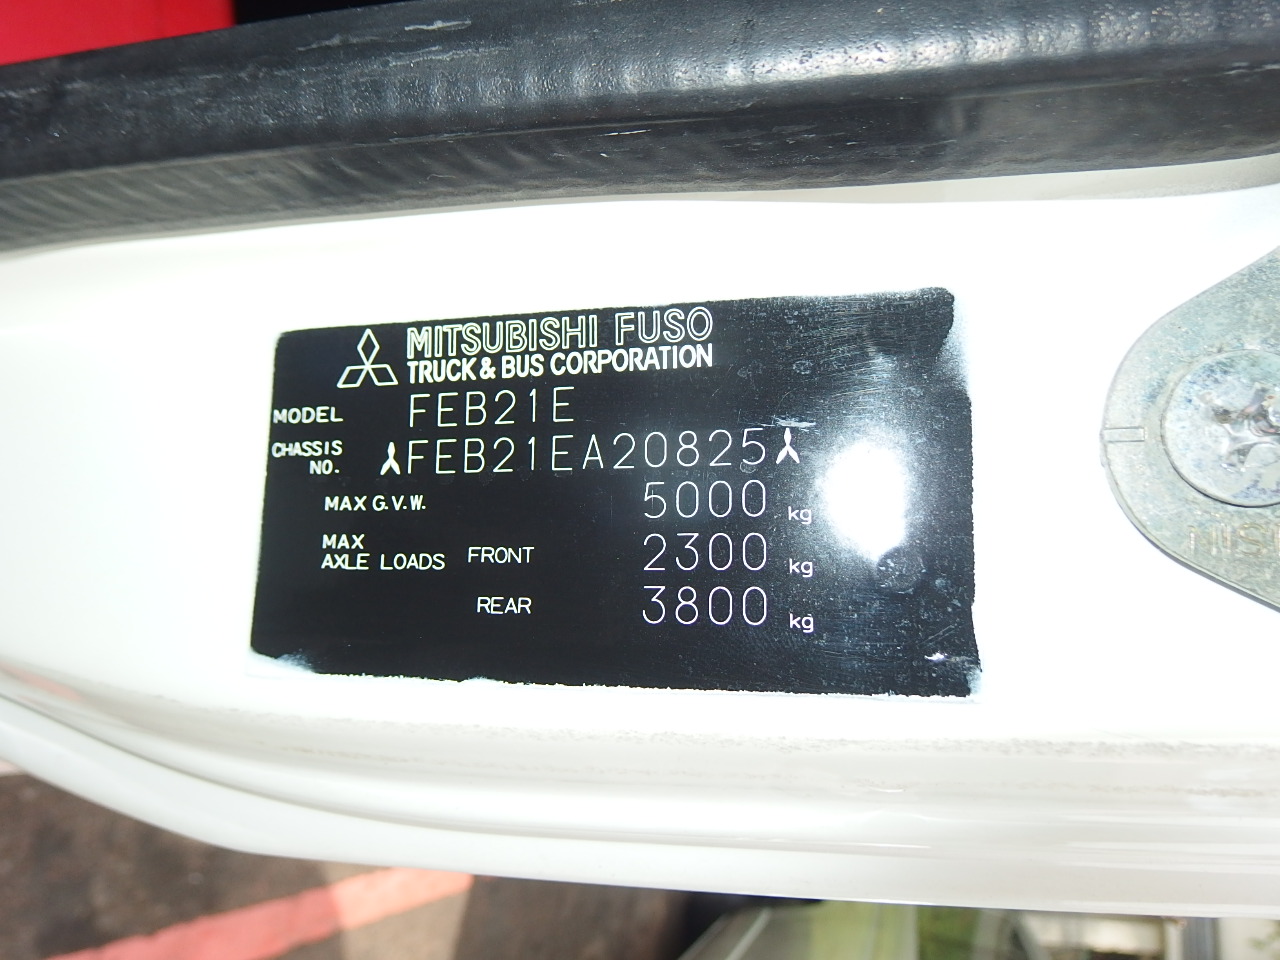 MITSUBISHI FUSO
TRUCK & BUS CORPORATION
MODEL FEB21E
CHASSIS NO. FEB21EA20825
MAX G.V.W. 5000 kg
MAX AXLE LOADS FRONT 2300 kg
REAR 3800 kg